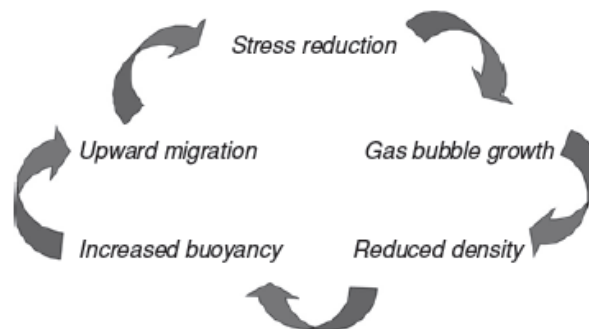 Stress reduction
Upward migration
Gas bubble growth
Increased buoyancy
Reduced density